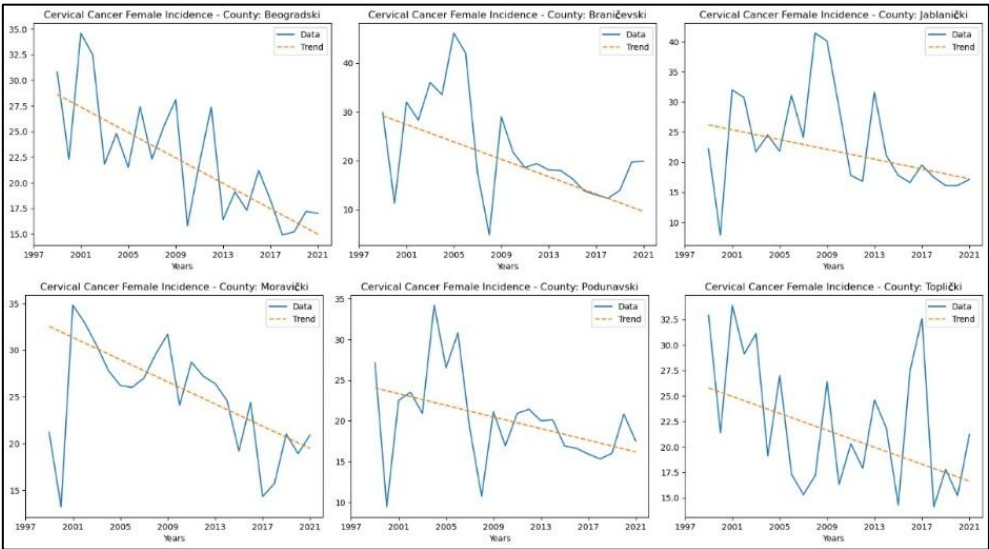 Cervical Cancer Female Incidence - County: Beogradski
35.0
32.5
30.0
27.5
25.0
22.5
20.0
17.5
15.0
Data
Trend
1997 2001 2005 2009 2013 2017 2021
Years
Cervical Cancer Female Incidence - County: Braničevski
40
30
20
10
Data
Trend
1997 2001 2005 2009 2013 2017 2021
Years
Cervical Cancer Female Incidence - County: Jablanički
40
35
30
25
20
15
10
Data
Trend
1997 2001 2005 2009 2013 2017 2021
Years
Cervical Cancer Female Incidence - County: Moravički
35
30
25
20
15
Data
Trend
1997 2001 2005 2009 2013 2017 2021
Years
Cervical Cancer Female Incidence - County: Podunavski
35
30
25
20
15
10
Data
Trend
1997 2001 2005 2009 2013 2017 2021
Years
Cervical Cancer Female Incidence - County: Toplički
32.5
30.0
27.5
25.0
22.5
20.0
17.5
15.0
Data
Trend
1997 2001 2005 2009 2013 2017 2021
Years